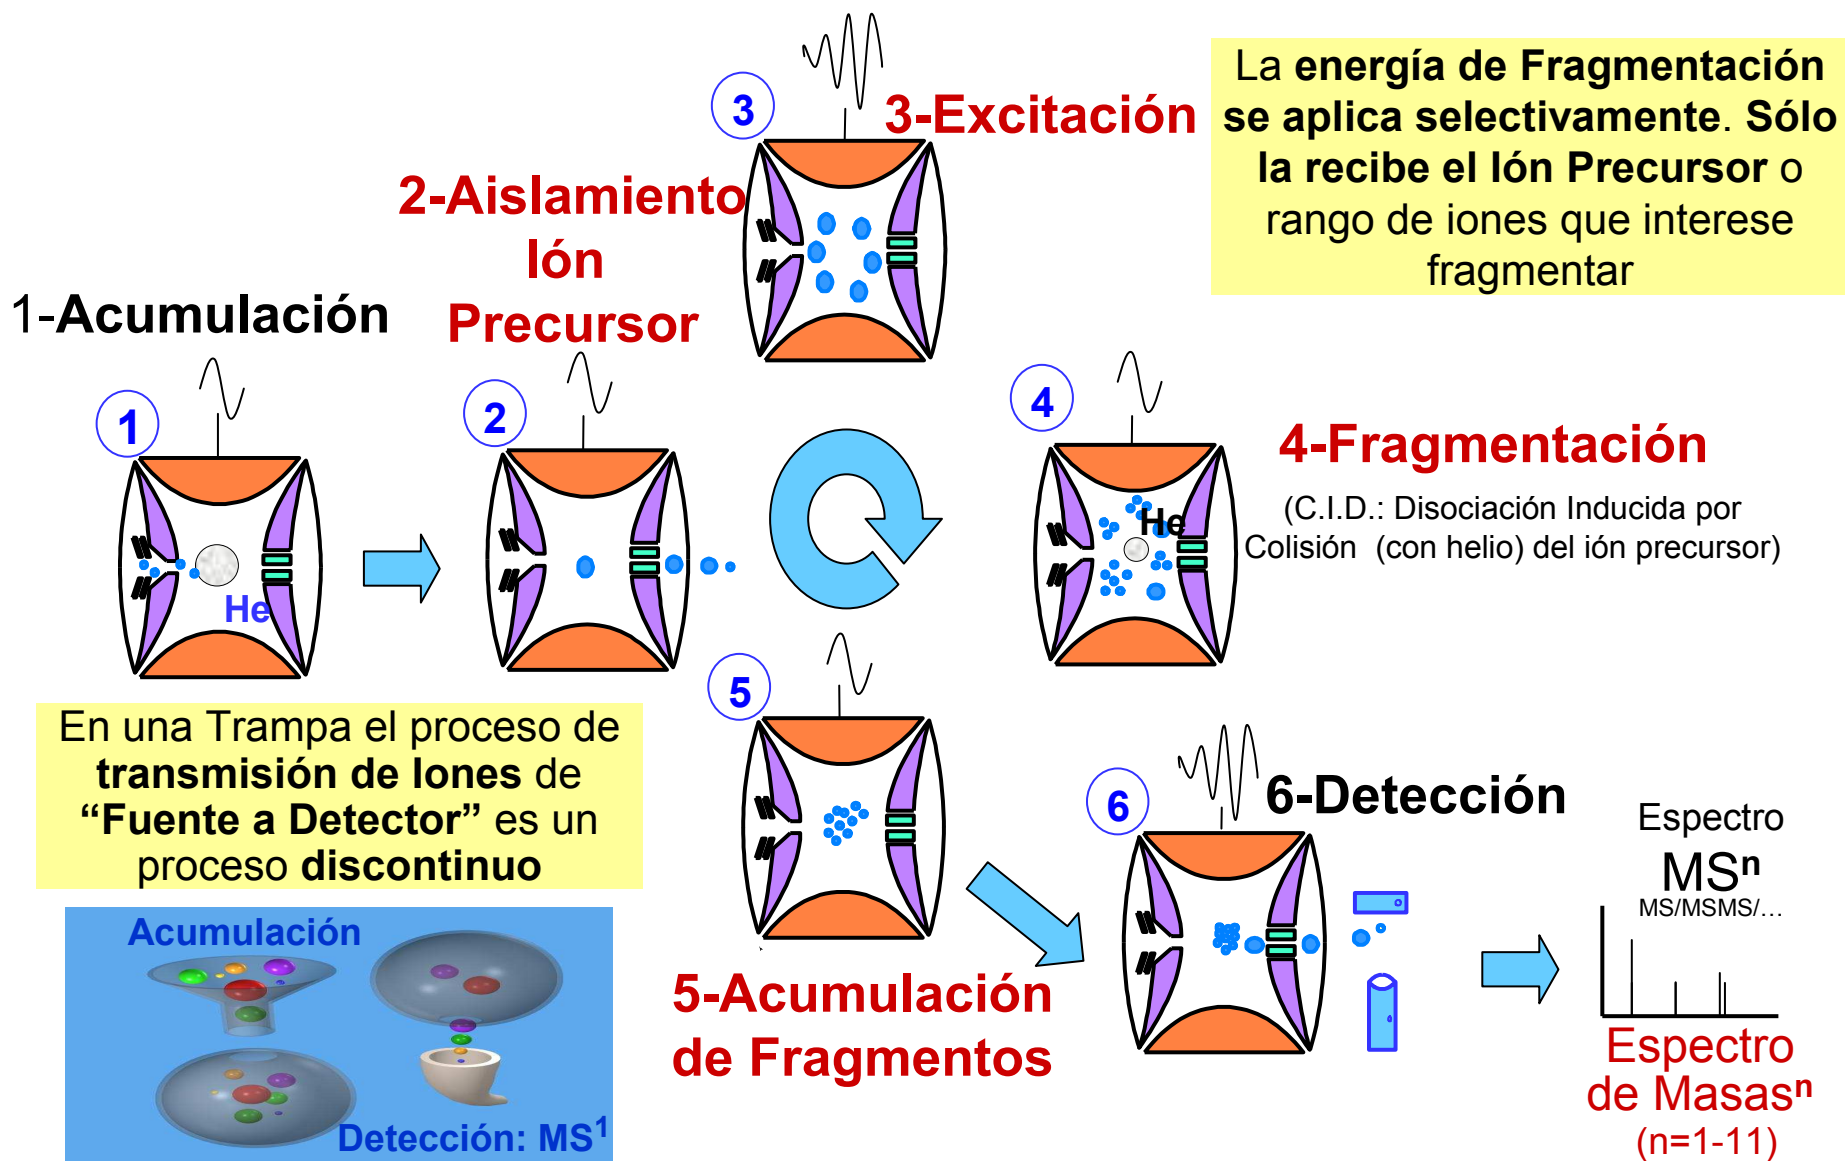 1-Acumulación
1
He
2-Aislamiento
Ión
Precursor
2
3
3-Excitación
La energía de Fragmentación
se aplica selectivamente. Sólo
la recibe el Ión Precursor o
rango de iones que interese
fragmentar
4
He
4-Fragmentación
(C.I.D.: Disociación Inducida por
Colisión (con helio) del ión precursor)
En una Trampa el proceso de
transmisión de Iones de
“Fuente a Detector” es un
proceso discontinuo
Acumulación
Detección: MS¹
5
5-Acumulación
de Fragmentos
6
6-Detección
Espectro
MSⁿ
MS/MSMS/…
Espectro
de Masasⁿ
(n=1-11)